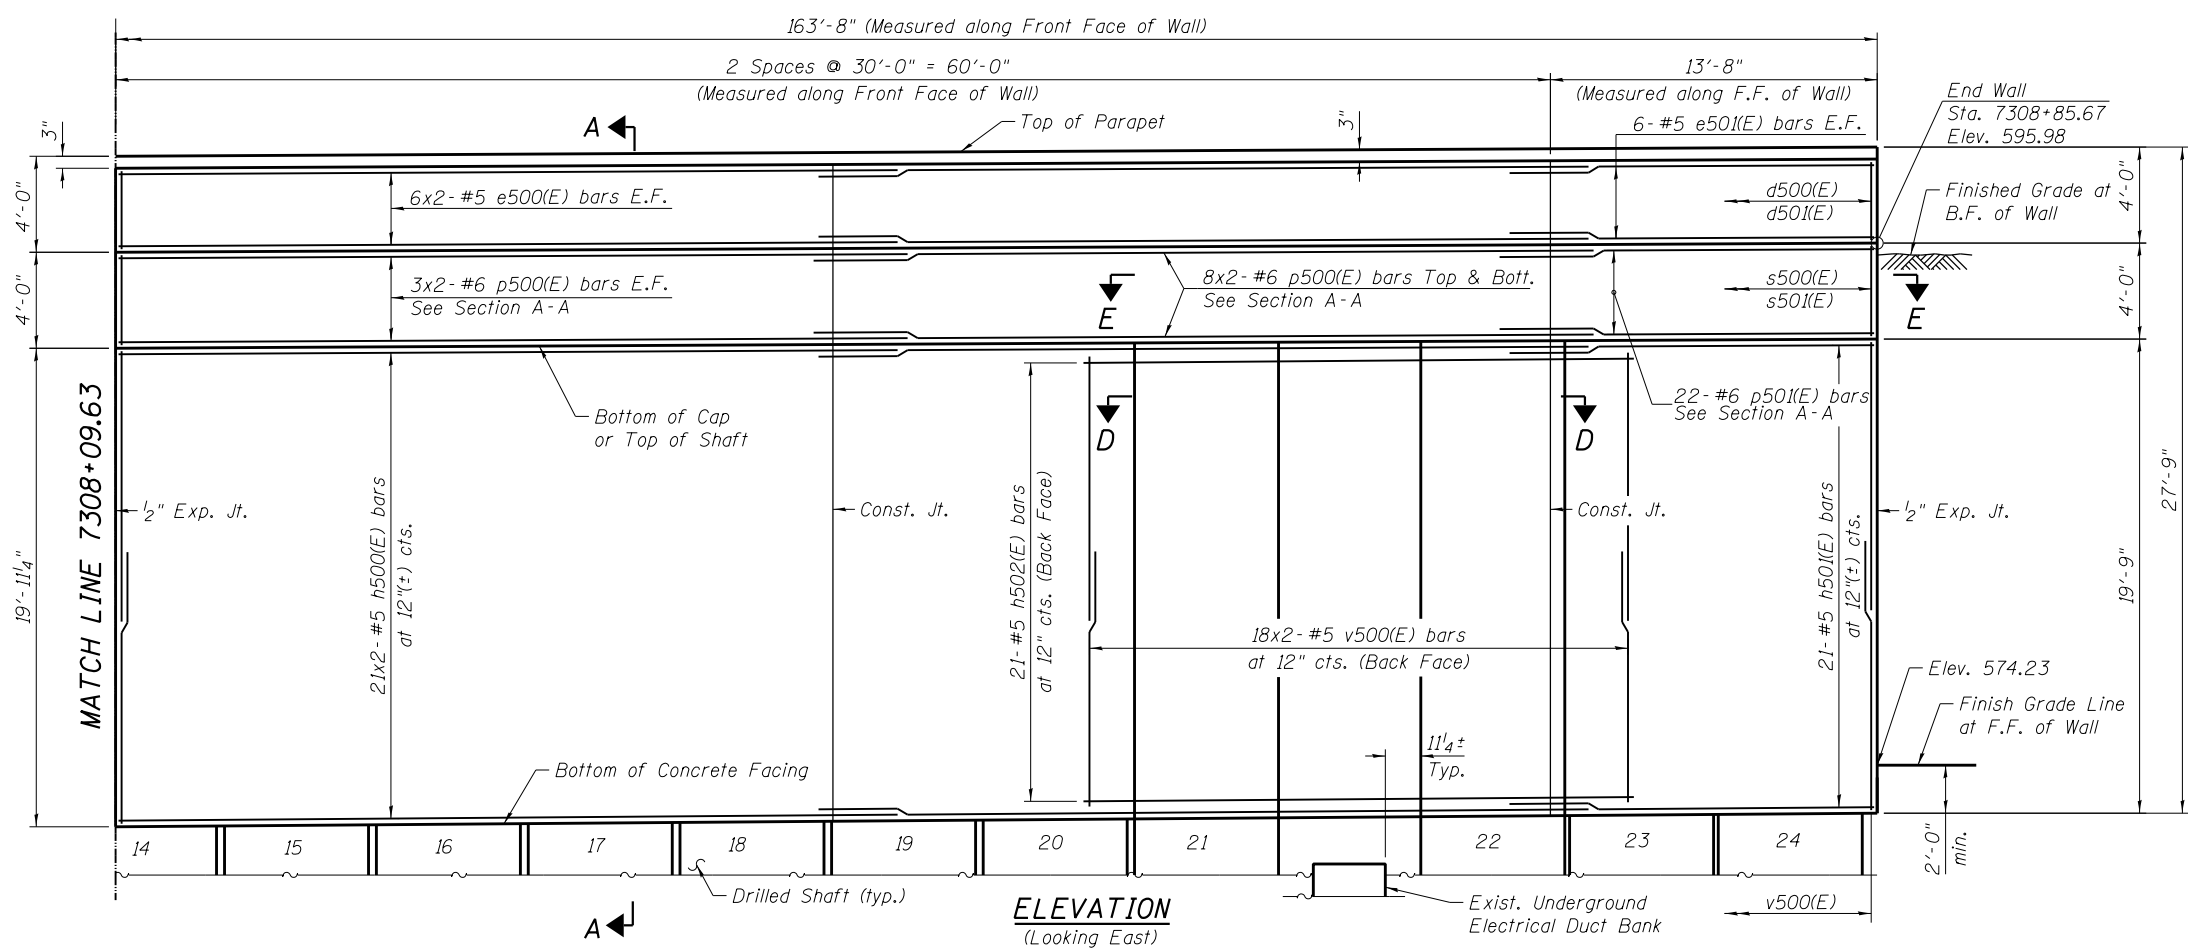 163'-8" (Measured along Front Face of Wall)
2 Spaces @ 30'-0" = 60'-0"
(Measured along Front Face of Wall)
13'-8"
(Measured along F.F. of Wall)
End Wall
Sta. 7308+85.67
Elev. 595.98
A
Top of Parapet
3"
3"
6-#5 e501(E) bars E.F.
4'-0"
6x2-#5 e500(E) bars E.F.
d500(E)
d501(E)
Finished Grade at
B.F. of Wall
4'-0"
4'-0"
3x2-#6 p500(E) bars E.F.
See Section A-A
E
8x2-#6 p500(E) bars Top & Bott.
See Section A-A
s500(E)
s501(E)
E
4'-0"
MATCH LINE 7308+09.63
Bottom of Cap
or Top of Shaft
D
D
22-#6 p501(E) bars
See Section A-A
27'-9"
19'-11 1/4"
1/2" Exp. Jt.
21x2-#5 h500(E) bars
at 12"(±) cts.
Const. Jt.
21-#5 h502(E) bars
at 12" cts. (Back Face)
Const. Jt.
21-#5 h501(E) bars
at 12"(±) cts.
1/2" Exp. Jt.
19'-9"
18x2-#5 v500(E) bars
at 12" cts. (Back Face)
Elev. 574.23
Finish Grade Line
at F.F. of Wall
11 1/4 ±
Typ.
Bottom of Concrete Facing
14
15
16
17
18
19
20
21
22
23
24
2'-0"
min.
Drilled Shaft (typ.)
A
ELEVATION
(Looking East)
Exist. Underground
Electrical Duct Bank
v500(E)